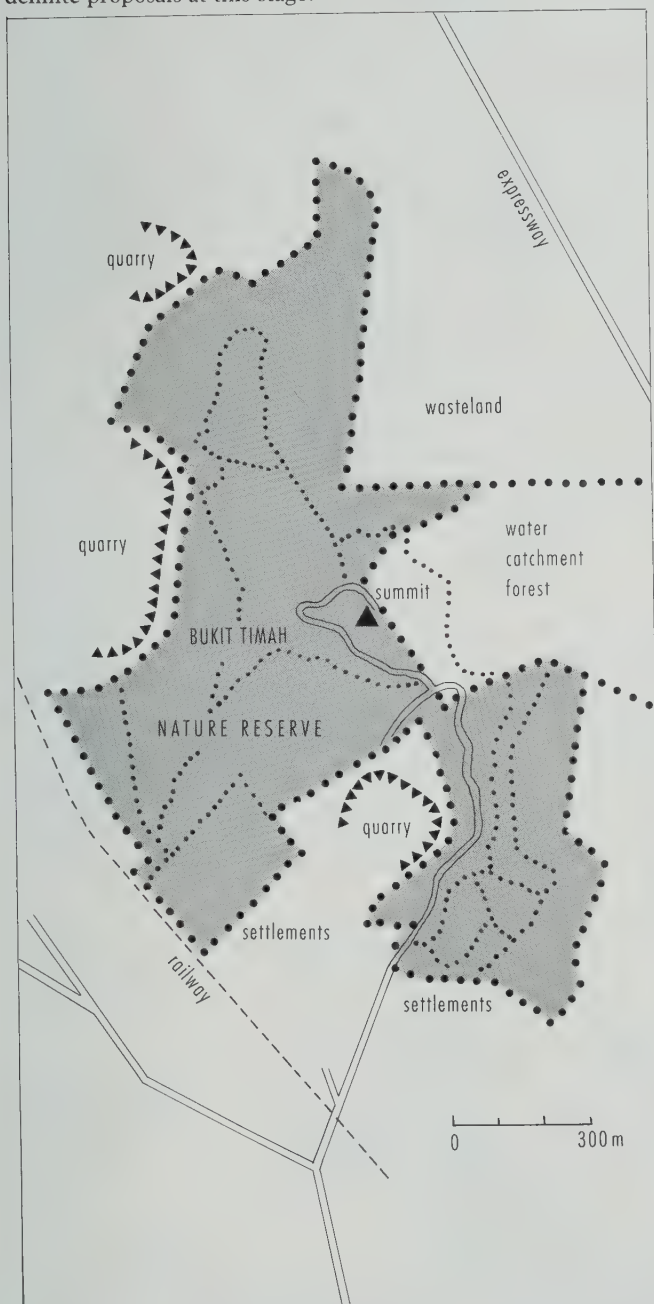 definite proposals at this stage.
expressway
quarry
wasteland
quarry
water
catchment
forest
summit
BUKIT TIMAH
NATURE RESERVE
quarry
settlements
railway
settlements
0 300 m